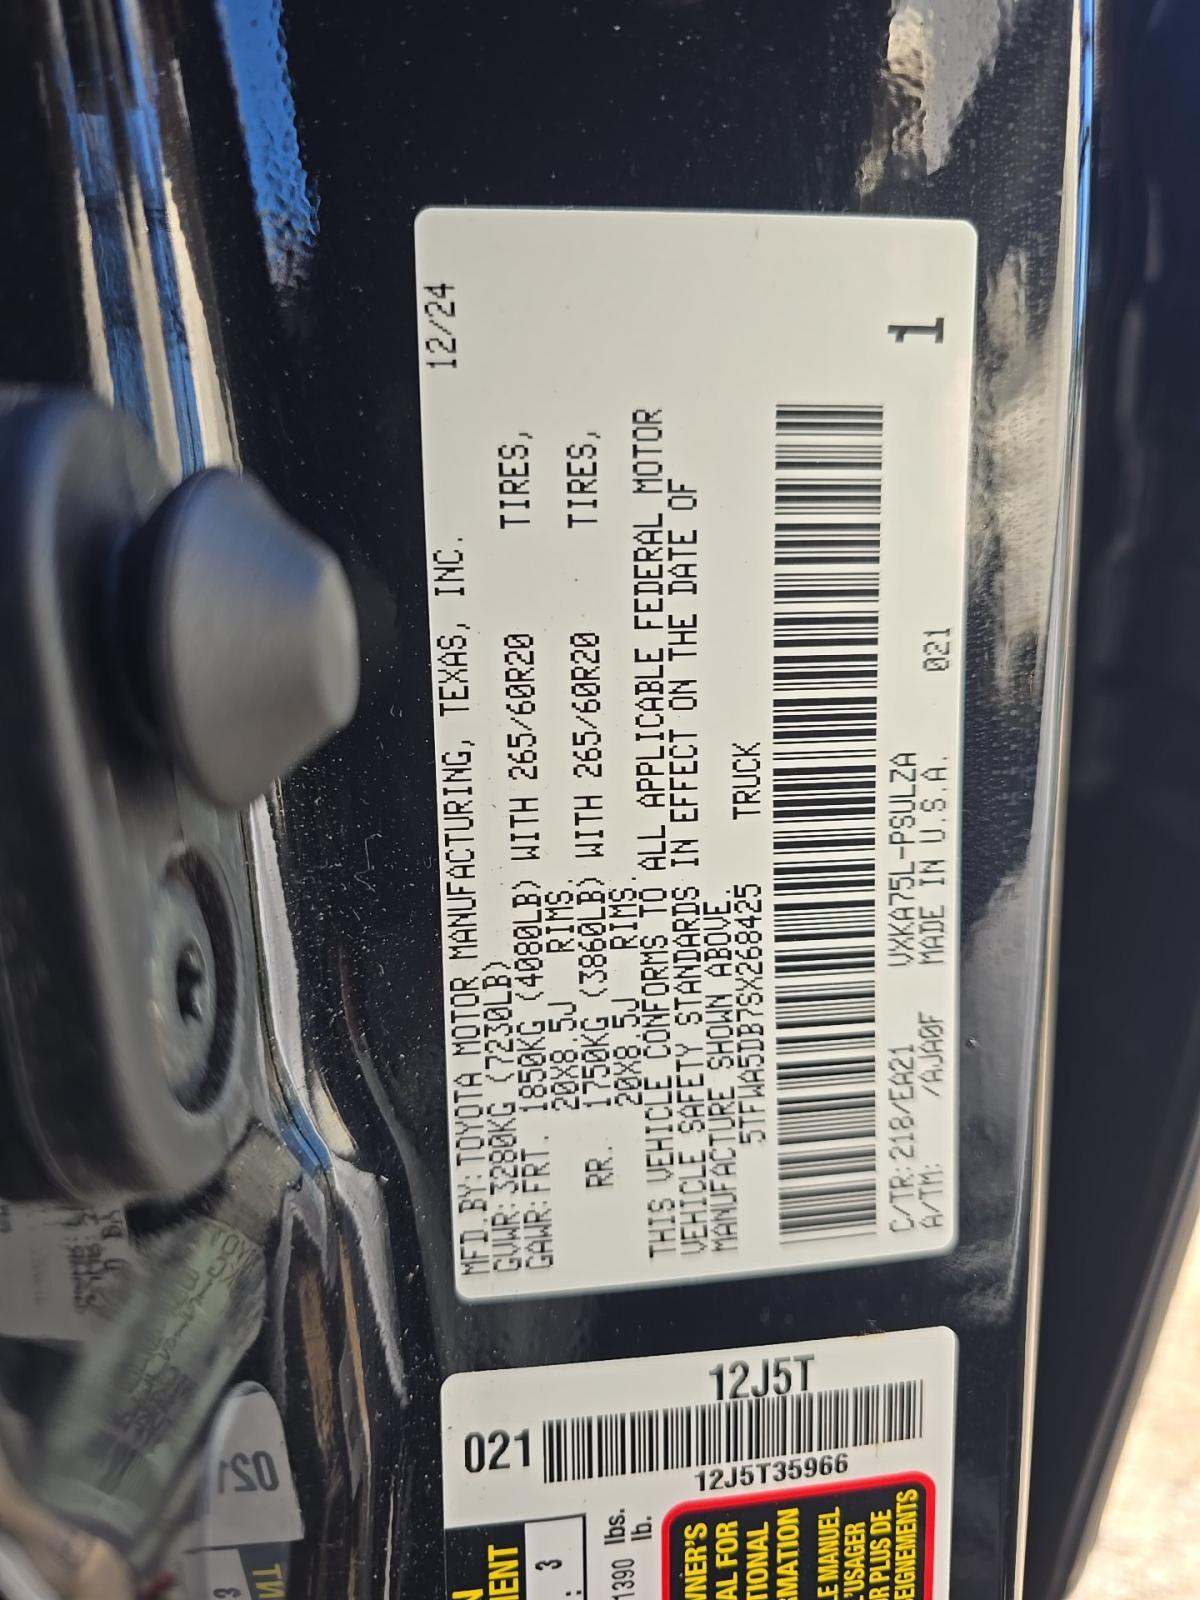 12/24
MFD.BY:TOYOTA MOTOR MANUFACTURING, TEXAS, INC.
GVWR:3280KG (7230LB)
GAWR:FRT. 1850KG (4080LB) WITH 265/60R20 TIRES,
20X8.5J RIMS.
RR. 1750KG (3860LB) WITH 265/60R20 TIRES,
20X8.5J RIMS.
THIS VEHICLE CONFORMS TO ALL APPLICABLE FEDERAL MOTOR
VEHICLE SAFETY STANDARDS IN EFFECT ON THE DATE OF
MANUFACTURE SHOWN ABOVE.
5TFWA5DB7SX268425 TRUCK
C/TR:218/EA21 VXKA75L-PSULZA
A/TM: /AJA0F MADE IN U.S.A. 021
1
021
12J5T
12J5T35966
: 3
1390 lbs.
lb.